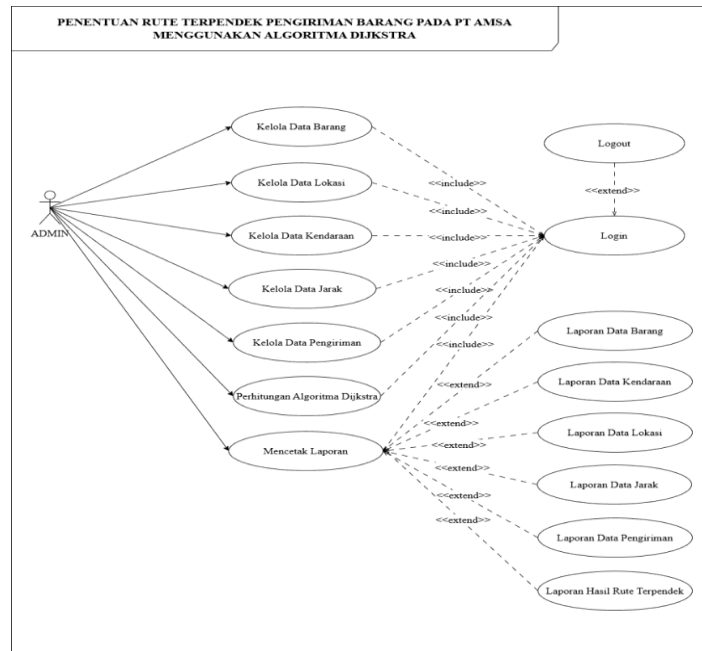 PENENTUAN RUTE TERPENDEK PENGIRIMAN BARANG PADA PT AMSA
MENGGUNAKAN ALGORITMA DIJKSTRA
ADMIN
Kelola Data Barang
Kelola Data Lokasi
Kelola Data Kendaraan
Kelola Data Jarak
Kelola Data Pengiriman
Perhitungan Algoritma Dijkstra
Mencetak Laporan
<<include>>
<<include>>
<<include>>
<<include>>
<<include>>
<<include>>
<<include>>
Logout
<<extend>>
Login
<<extend>>
<<extend>>
<<extend>>
<<extend>>
<<extend>>
<<extend>>
Laporan Data Barang
Laporan Data Kendaraan
Laporan Data Lokasi
Laporan Data Jarak
Laporan Data Pengiriman
Laporan Hasil Rute Terpendek